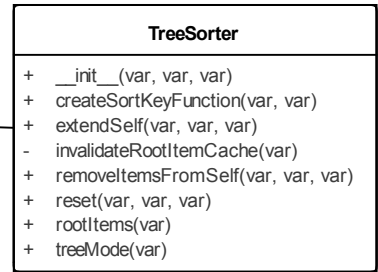 TreeSorter
+ __init__(var, var, var)
+ createSortKeyFunction(var, var)
+ extendSelf(var, var, var)
- invalidateRootItemCache(var)
+ removeItemsFromSelf(var, var, var)
+ reset(var, var, var)
+ rootItems(var)
+ treeMode(var)